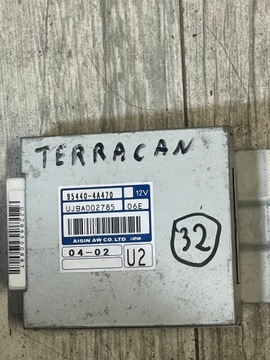 TERRACAN
95440-4A470 12V
UJBA002785 06E
AISIN AW CO.,LTD. JAPAN
04-02 U2
32